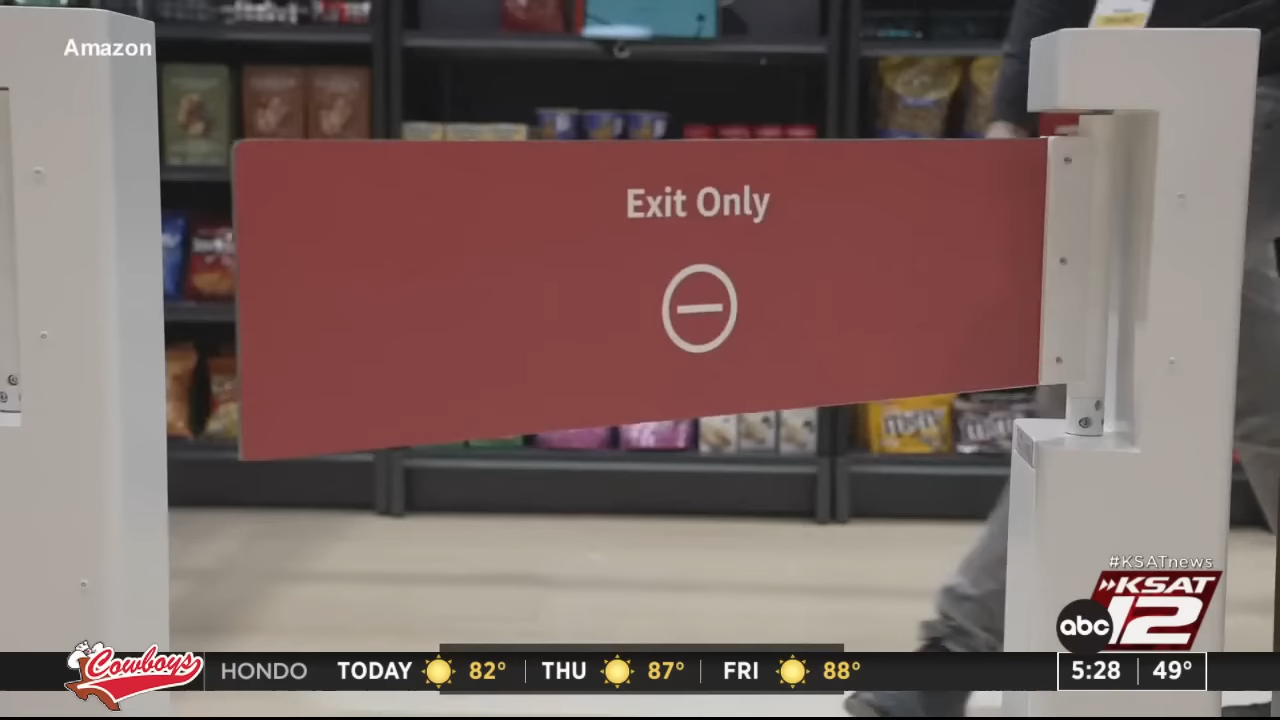 Amazon
Exit Only
m&m's
m&m's
#KSATnews
KSAT
abc 12
Cowboys
HONDO TODAY 82° THU 87° FRI 88°
5:28 49°